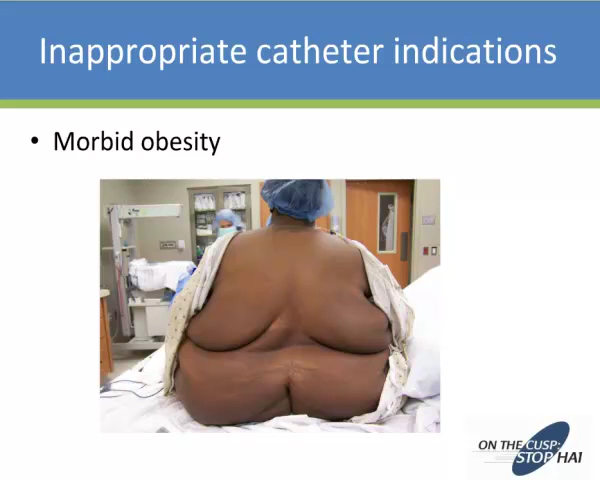 Inappropriate catheter indications
• Morbid obesity
ON THE CUSP:
STOP HAI